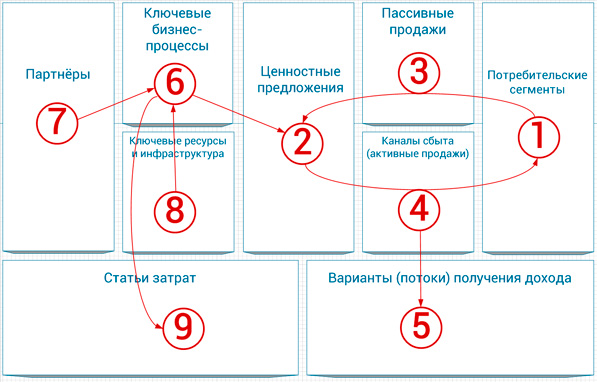 Партнёры
7
Ключевые
бизнес-
процессы
6
Ключевые ресурсы
и инфраструктура
8
Ценностные
предложения
2
Пассивные
продажи
3
Каналы сбыта
(активные продажи)
4
Потребительские
сегменты
1
Статьи затрат
9
Варианты (потоки) получения дохода
5